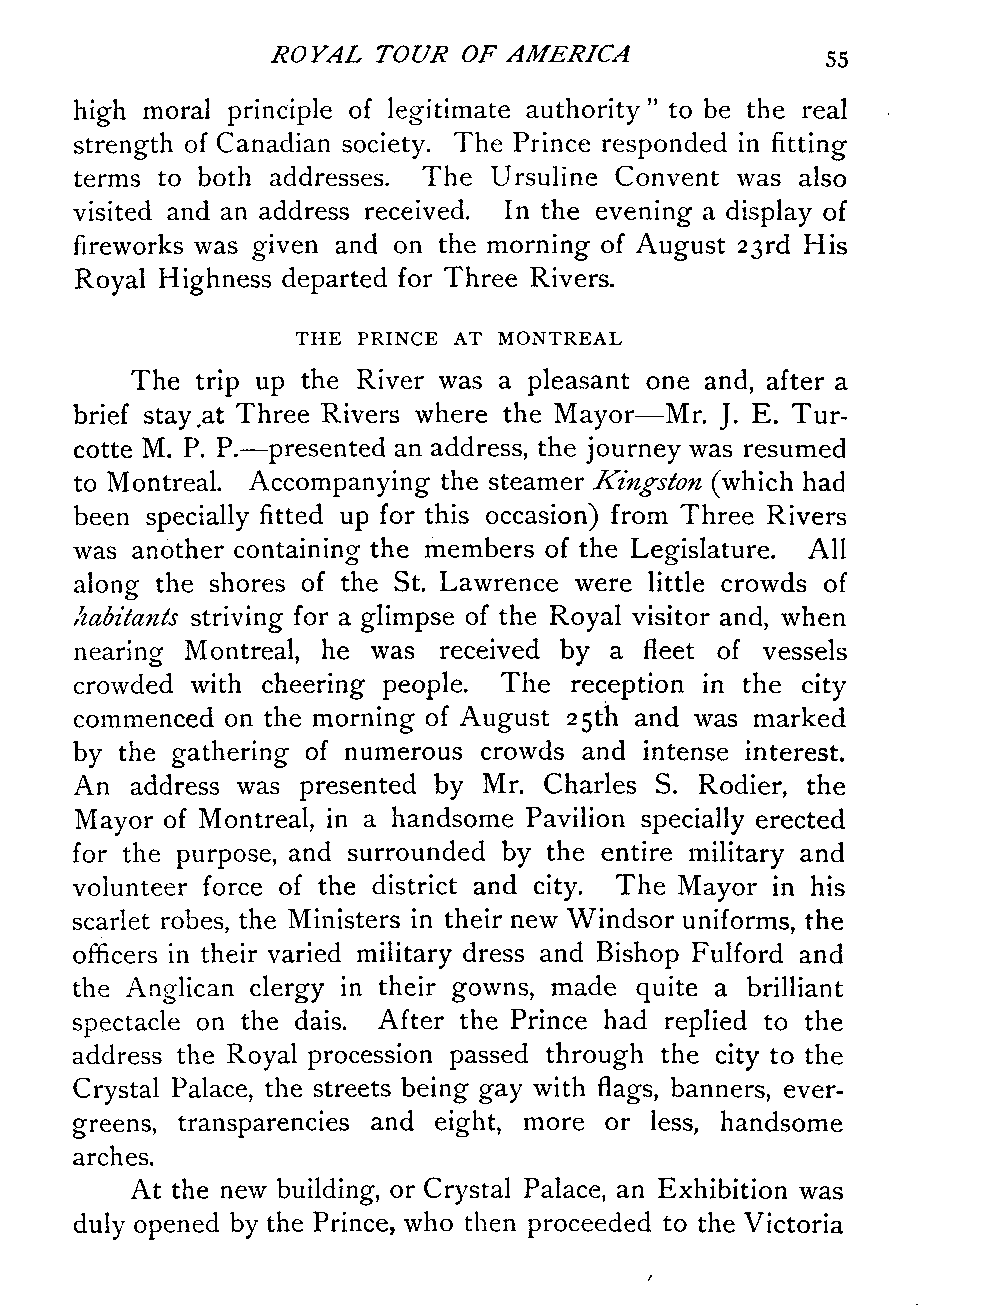 ROYAL TOUR OF AMERICA 55
high moral principle of legitimate authority" to be the real
strength of Canadian society. The Prince responded in fitting
terms to both addresses. The Ursuline Convent was also
visited and an address received. In the evening a display of
fireworks was given and on the morning of August 23rd His
Royal Highness departed for Three Rivers.
THE PRINCE AT MONTREAL
The trip up the River was a pleasant one and, after a
brief stay at Three Rivers where the Mayor—Mr. J. E. Tur-
cotte M. P. P.—presented an address, the journey was resumed
to Montreal. Accompanying the steamer Kingston (which had
been specially fitted up for this occasion) from Three Rivers
was another containing the members of the Legislature. All
along the shores of the St. Lawrence were little crowds of
habitants striving for a glimpse of the Royal visitor and, when
nearing Montreal, he was received by a fleet of vessels
crowded with cheering people. The reception in the city
commenced on the morning of August 25th and was marked
by the gathering of numerous crowds and intense interest.
An address was presented by Mr. Charles S. Rodier, the
Mayor of Montreal, in a handsome Pavilion specially erected
for the purpose, and surrounded by the entire military and
volunteer force of the district and city. The Mayor in his
scarlet robes, the Ministers in their new Windsor uniforms, the
officers in their varied military dress and Bishop Fulford and
the Anglican clergy in their gowns, made quite a brilliant
spectacle on the dais. After the Prince had replied to the
address the Royal procession passed through the city to the
Crystal Palace, the streets being gay with flags, banners, ever-
greens, transparencies and eight, more or less, handsome
arches.
At the new building, or Crystal Palace, an Exhibition was
duly opened by the Prince, who then proceeded to the Victoria